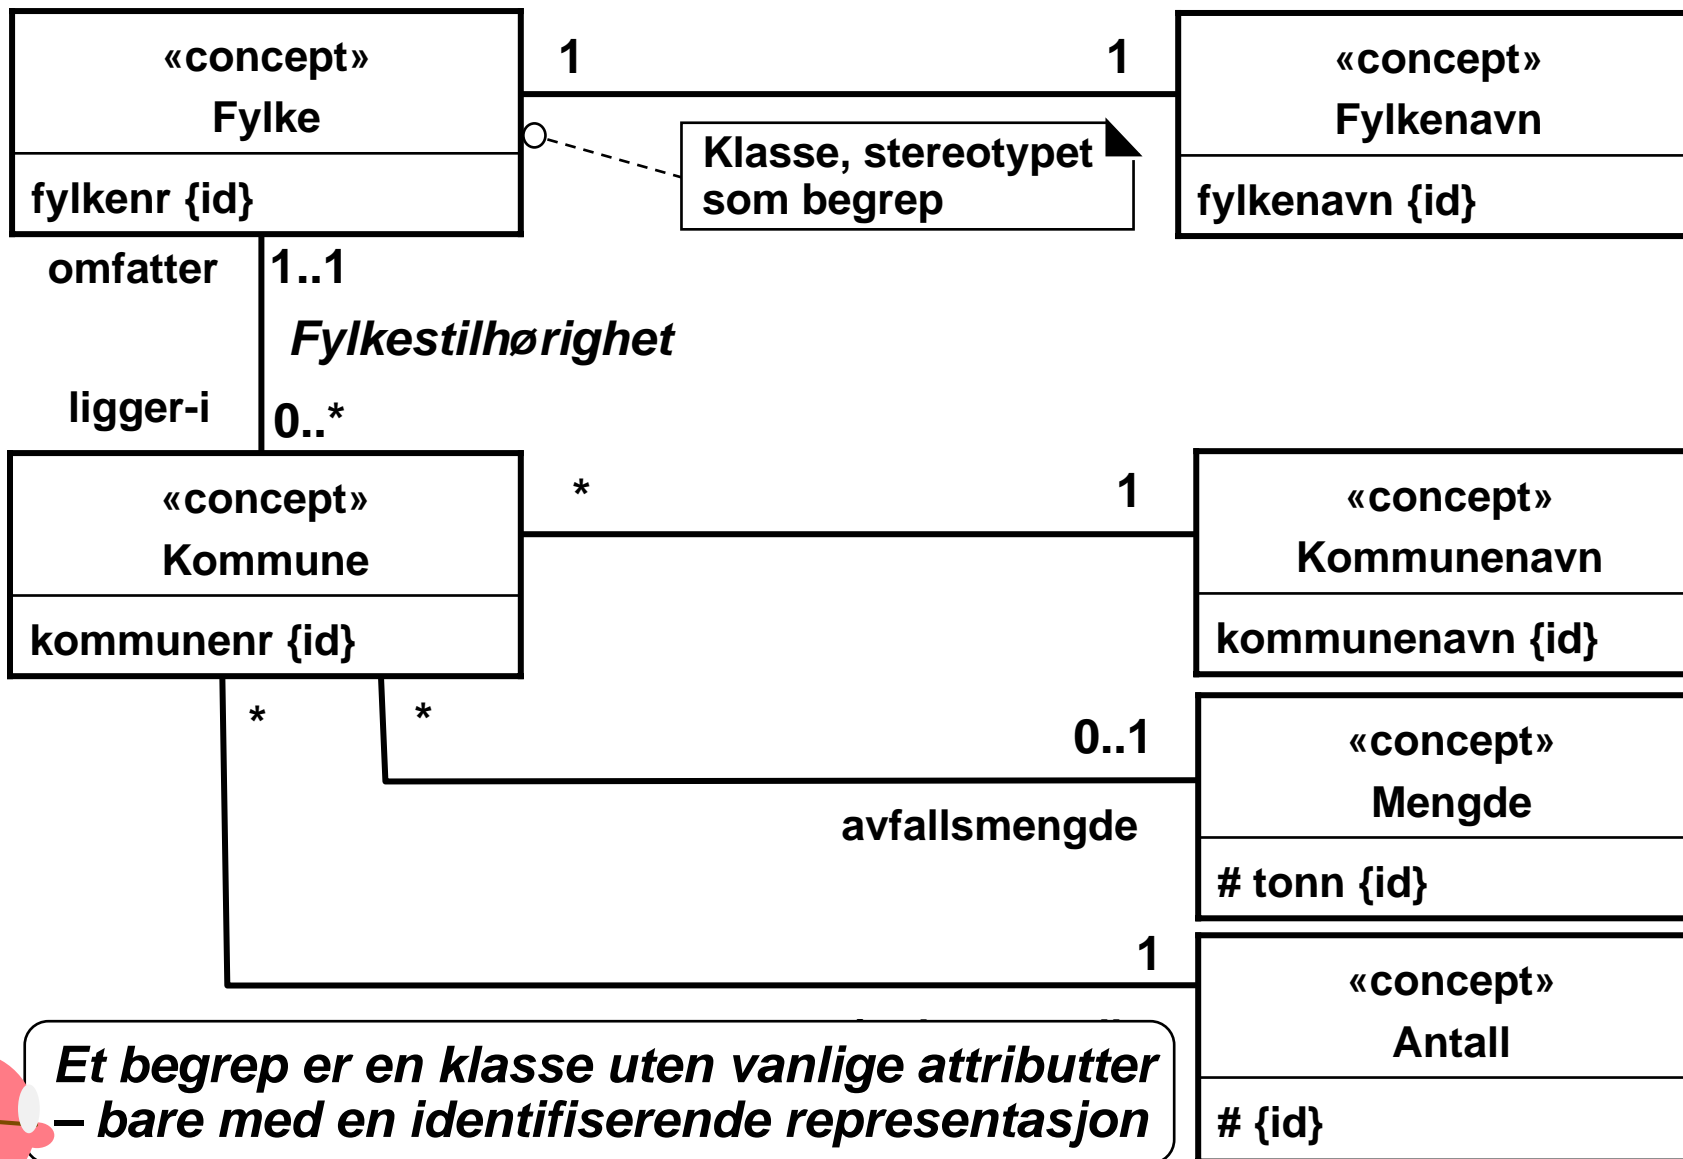 «concept»
Fylke
fylkenr {id}
1
1
«concept»
Fylkenavn
fylkenavn {id}
Klasse, stereotypet
som begrep
omfatter
1..1
Fylkestilhørighet
ligger-i
0..*
«concept»
Kommune
kommunenr {id}
*
1
«concept»
Kommunenavn
kommunenavn {id}
*
*
0..1
avfallsmengde
«concept»
Mengde
# tonn {id}
1
«concept»
Antall
# {id}
Et begrep er en klasse uten vanlige attributter
– bare med en identifiserende representasjon